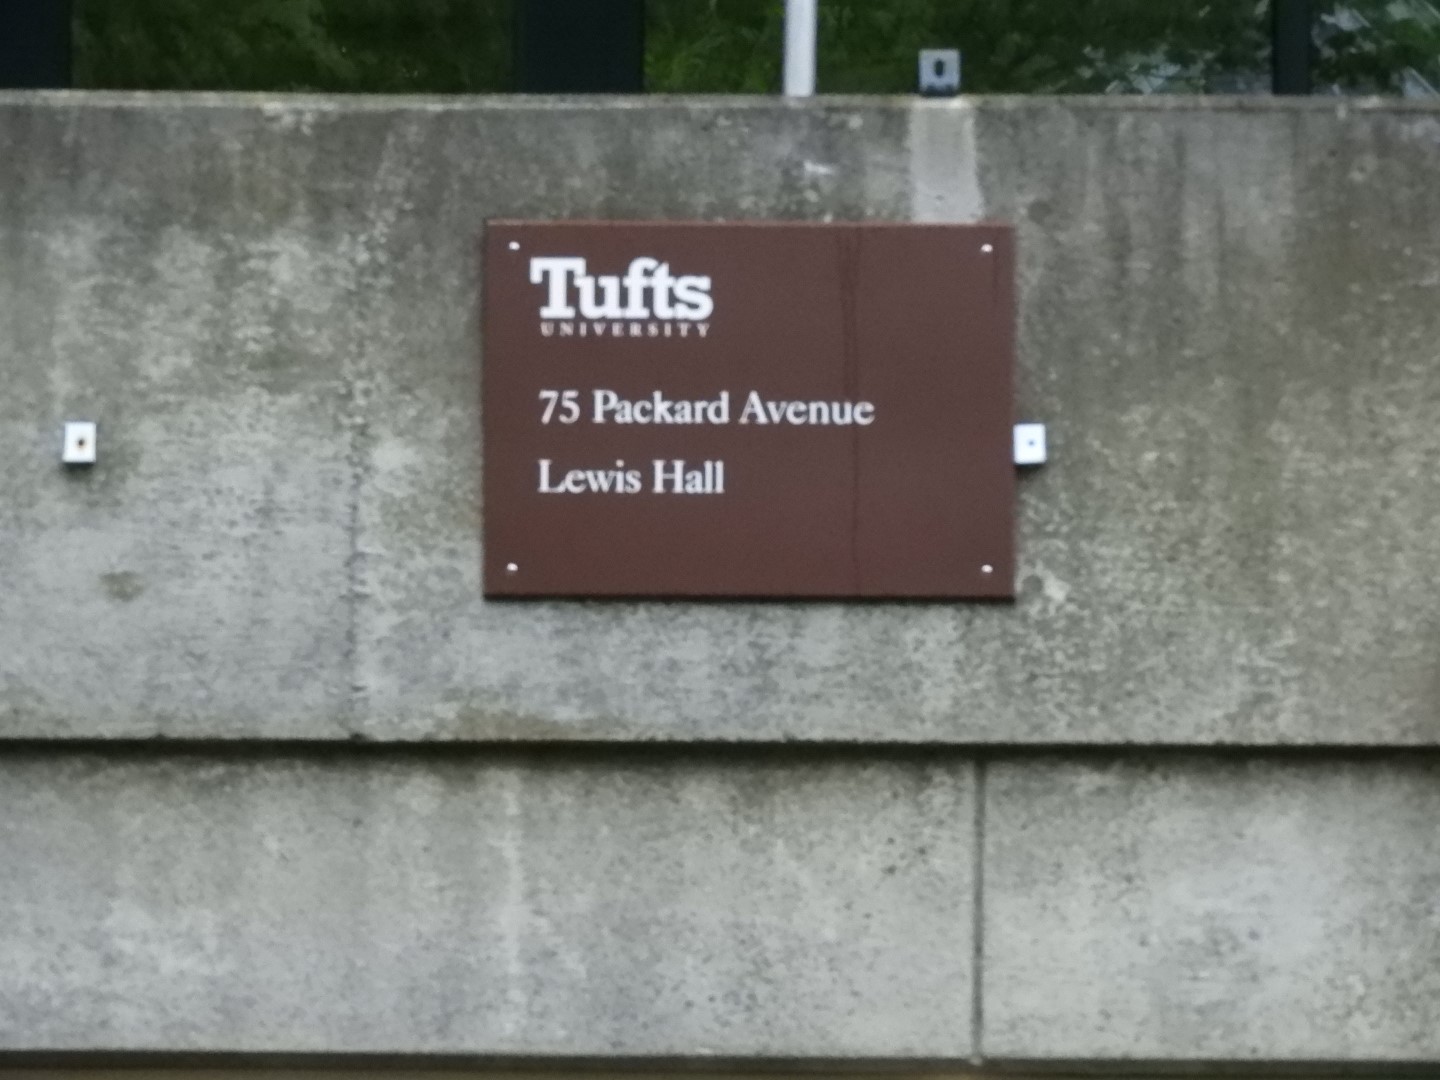 Tufts
UNIVERSITY
75 Packard Avenue
Lewis Hall